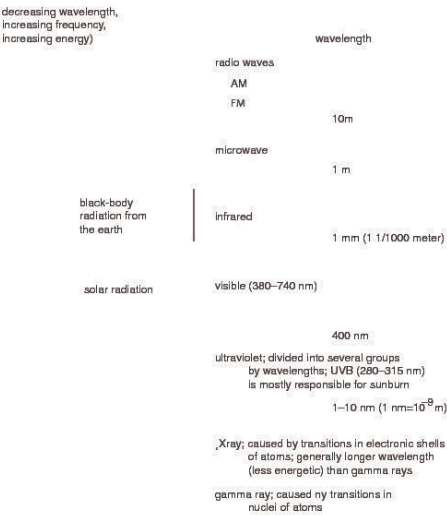 decreasing wavelength,
increasing frequency,
increasing energy)
wavelength
radio waves
AM
FM
10m
microwave
1 m
black-body
radiation from
the earth
infrared
1 mm (1 1/1000 meter)
solar radiation
visible (380–740 nm)
400 nm
ultraviolet; divided into several groups
by wavelengths; UVB (280–315 nm)
is mostly responsible for sunburn
1–10 nm (1 nm=10⁻⁹m)
,Xray; caused by transitions in electronic shells
of atoms; generally longer wavelength
(less energetic) than gamma rays
gamma ray; caused ny transitions in
nuclei of atoms